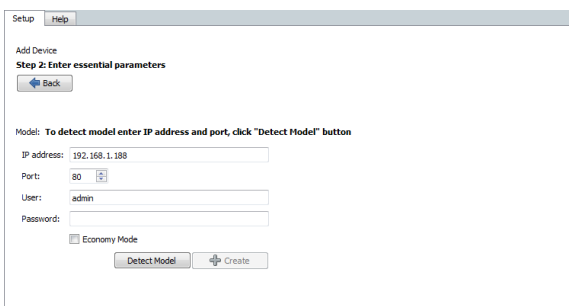 Setup Help
Add Device
Step 2: Enter essential parameters
Back
Model: To detect model enter IP address and port, click "Detect Model" button
IP address: 192.168.1.188
Port: 80
User: admin
Password:
Economy Mode
Detect Model Create